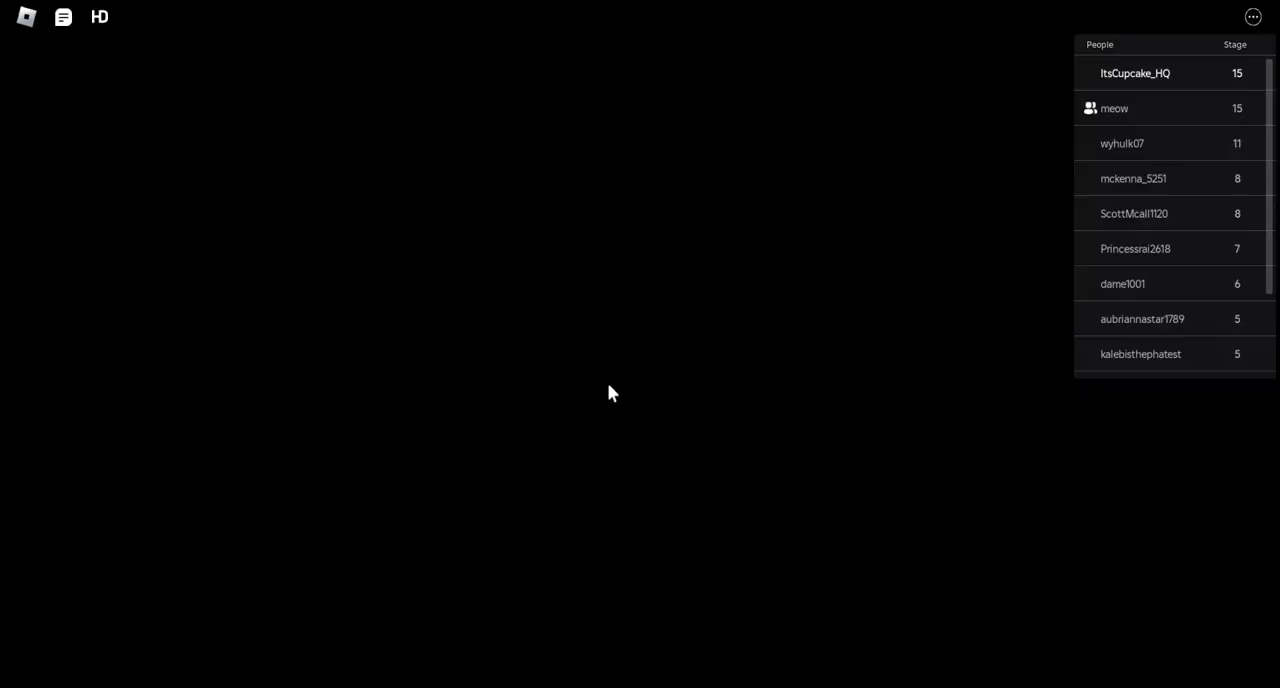 HD
People Stage
ItsCupcake_HQ 15
meow 15
wyhulk07 11
mckenna_5251 8
ScottMcall1120 8
Princessrai2618 7
dame1001 6
aubriannastar1789 5
kalebisthephatest 5